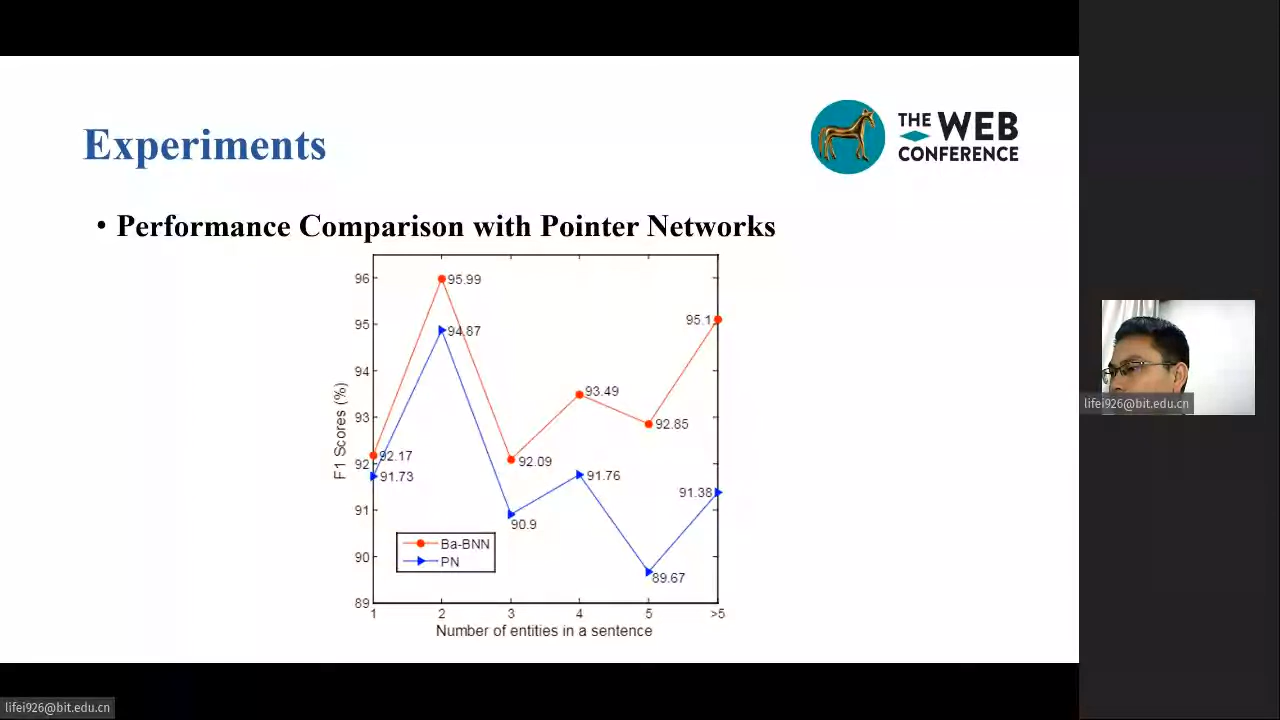 Experiments
THE WEB
CONFERENCE
• Performance Comparison with Pointer Networks
96
95
94
93
92
91
90
89
F1 Scores (%)
95.99
94.87
92.17
91.73
92.09
90.9
93.49
91.76
92.85
89.67
95.1
91.38
Ba-BNN
PN
1 2 3 4 5 >5
Number of entities in a sentence
lifei926@bit.edu.cn
lifei926@bit.edu.cn